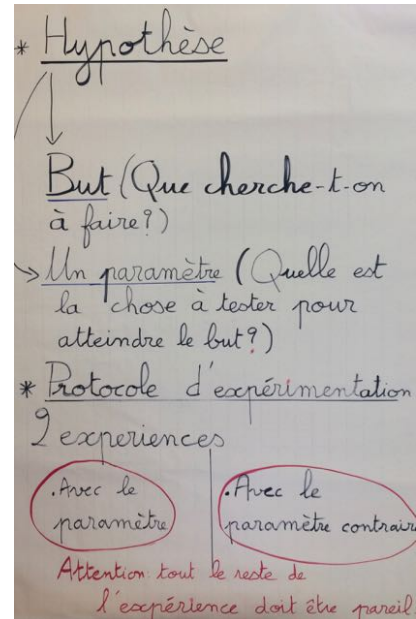 * Hypothèse
But (Que cherche-t-on
à faire?)
Un paramètre (Quelle est
la chose à tester pour
atteindre le but?)
* Protocole d'expérimentation
2 experiences
. Avec le
paramètre
. Avec le
paramètre contraire
Attention: tout le reste de
l'expérience doit être pareil